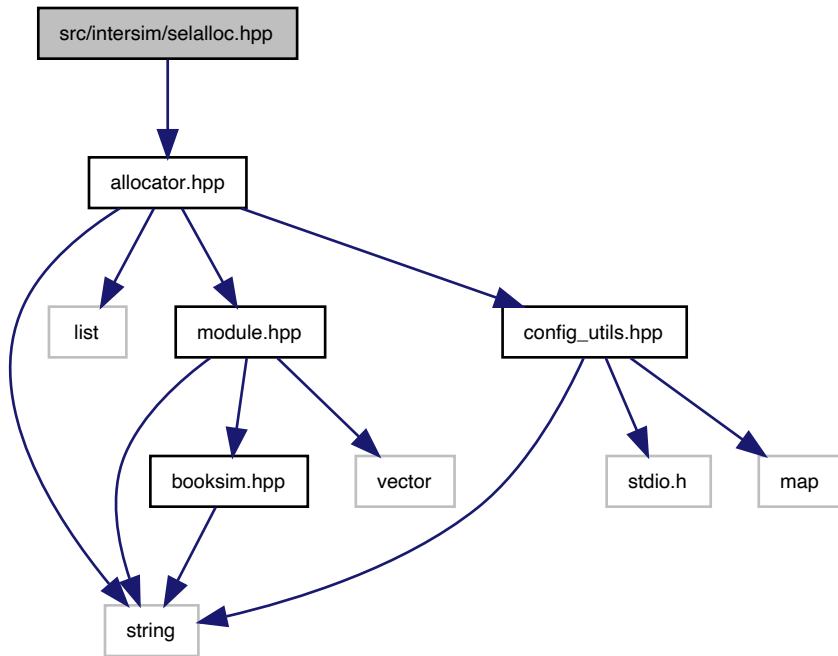 src/intersim/selalloc.hpp
allocator.hpp
list
module.hpp
config_utils.hpp
booksim.hpp
vector
stdio.h
map
string